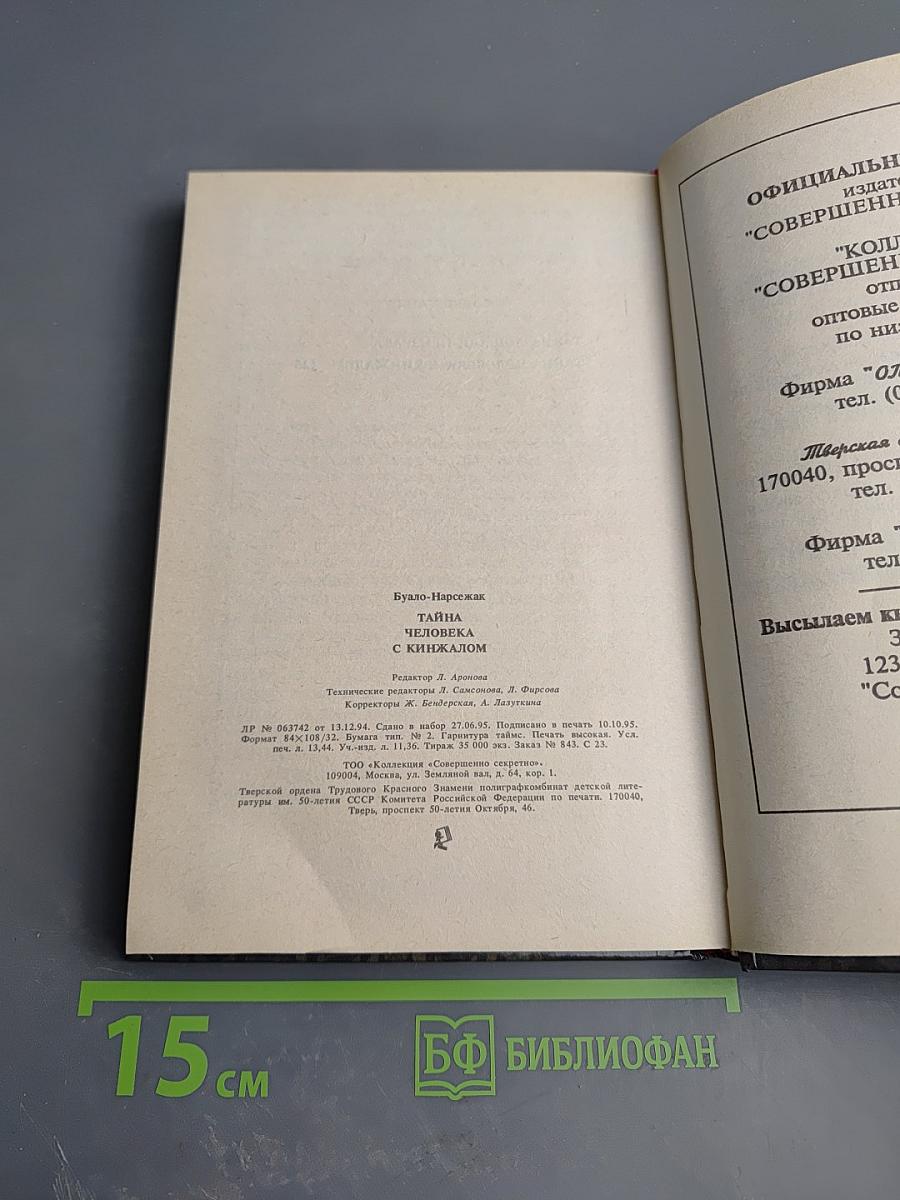 Буало-Нарсежак
ТАЙНА
ЧЕЛОВЕКА
С КИНЖАЛОМ
Редактор Л. Аронова
Технические редакторы Л. Самсонова, Л. Фирсова
Корректоры Ж. Бендерская, А. Лазуткина
ЛР № 063742 от 13.12.94. Сдано в набор 27.06.95. Подписано в печать 10.10.95.
Формат 84×108/32. Бумага тип. № 2. Гарнитура таймс. Печать высокая. Усл.
печ. л. 13,44. Уч.-изд. л. 11,36. Тираж 35 000 экз. Заказ № 843. С 23.
ТОО «Коллекция «Совершенно секретно».
109004, Москва, ул. Земляной вал, д. 64, кор. 1.
Тверской ордена Трудового Красного Знамени полиграфкомбинат детской лите-
ратуры им. 50-летия СССР Комитета Российской Федерации по печати. 170040,
Тверь, проспект 50-летия Октября, 46.
ОФИЦИАЛЬН
издате
"СОВЕРШЕНН
"КОЛЛ
"СОВЕРШЕН
отп
оптовые
по низ
Фирма "ОЛ
тел. (0
Тверская
170040, просп
тел.
Фирма "
тел
Высылаем кн
З
123
"Со
15 см
БФ БИБЛИОФАН